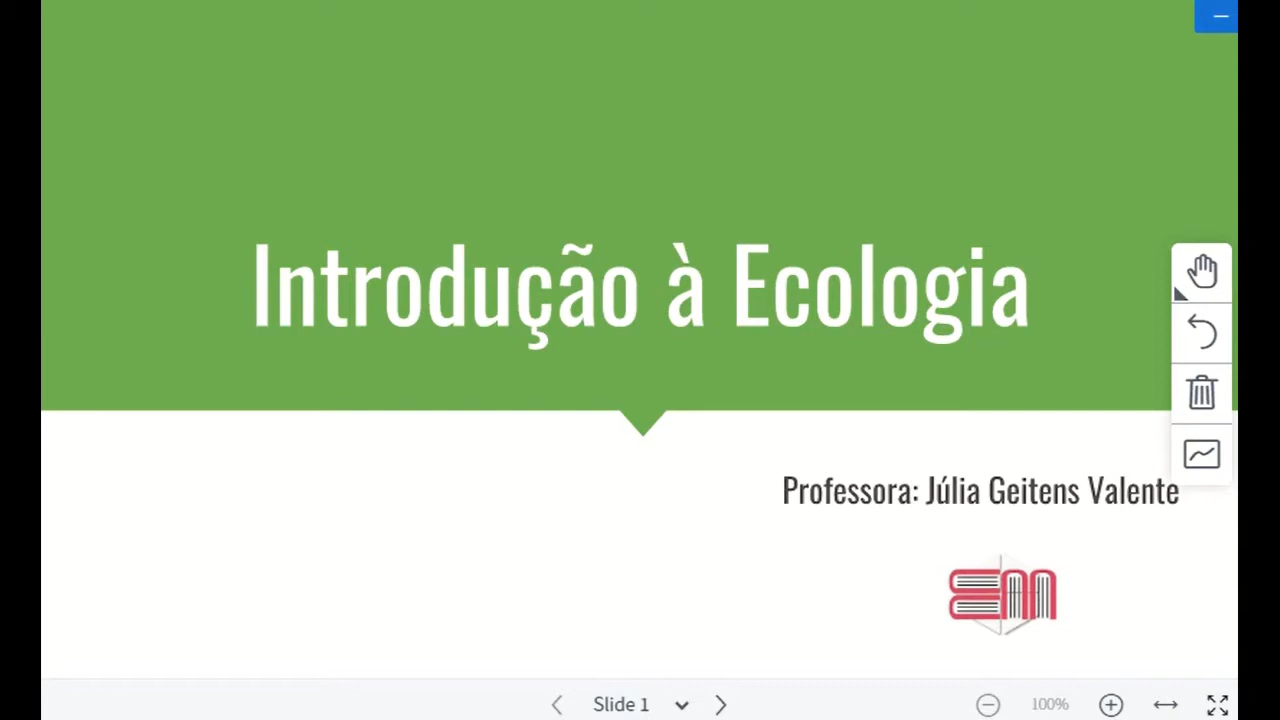 Introdução à Ecologia
Professora: Júlia Geitens Valente
Slide 1
100%